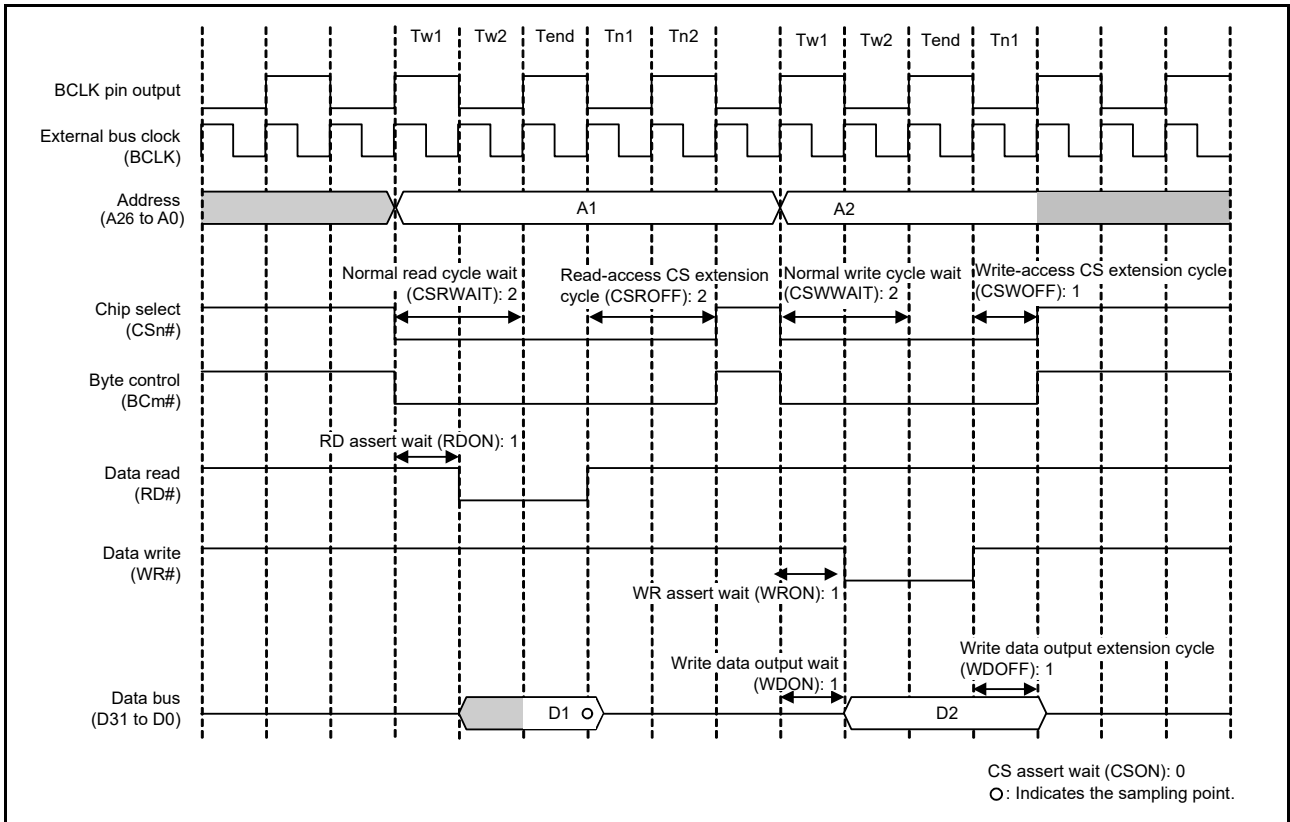 Tw1 Tw2 Tend Tn1 Tn2 Tw1 Tw2 Tend Tn1
BCLK pin output
External bus clock
(BCLK)
Address
(A26 to A0)
A1 A2
Normal read cycle wait
(CSRWAIT): 2
Read-access CS extension
cycle (CSROFF): 2
Normal write cycle wait
(CSWWAIT): 2
Write-access CS extension cycle
(CSWOFF): 1
Chip select
(CSn#)
Byte control
(BCm#)
RD assert wait (RDON): 1
Data read
(RD#)
Data write
(WR#)
WR assert wait (WRON): 1
Write data output wait
(WDON): 1
Write data output extension cycle
(WDOFF): 1
Data bus
(D31 to D0)
D1 D2
CS assert wait (CSON): 0
: Indicates the sampling point.